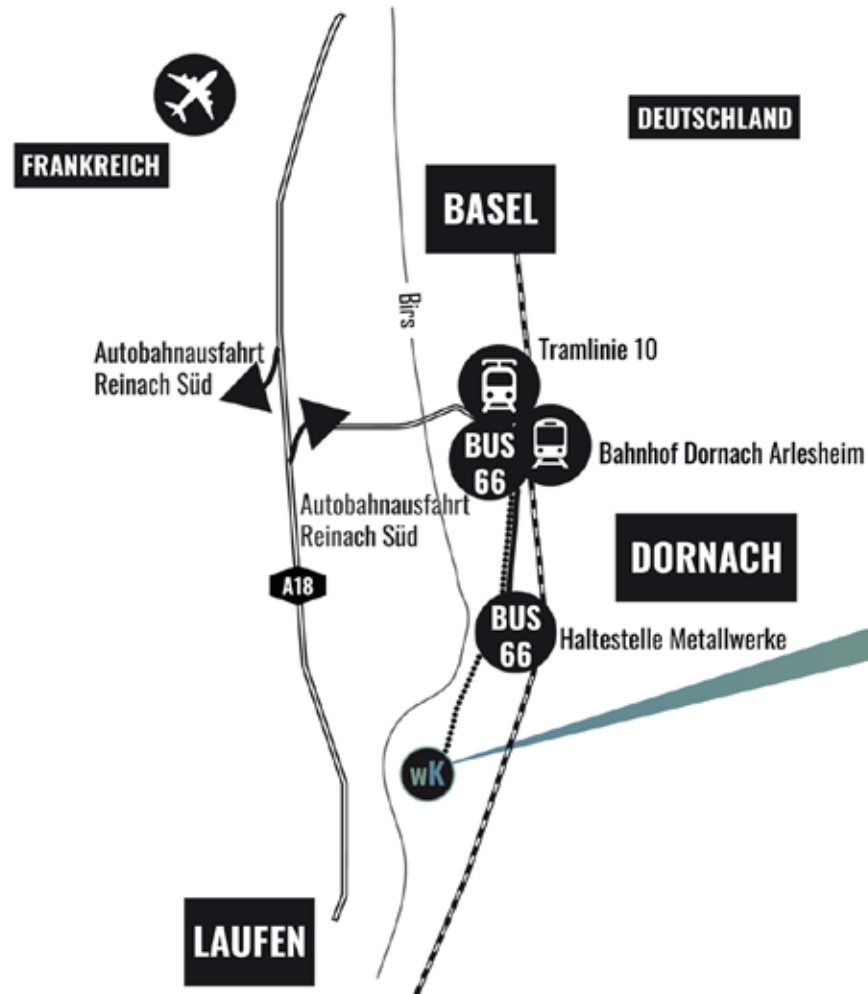 DEUTSCHLAND
FRANKREICH
BASEL
Birs
Tramlinie 10
Autobahnausfahrt
Reinach Süd
BUS
66
Bahnhof Dornach Arlesheim
Autobahnausfahrt
Reinach Süd
DORNACH
A18
BUS
66
Haltestelle Metallwerke
wK
LAUFEN